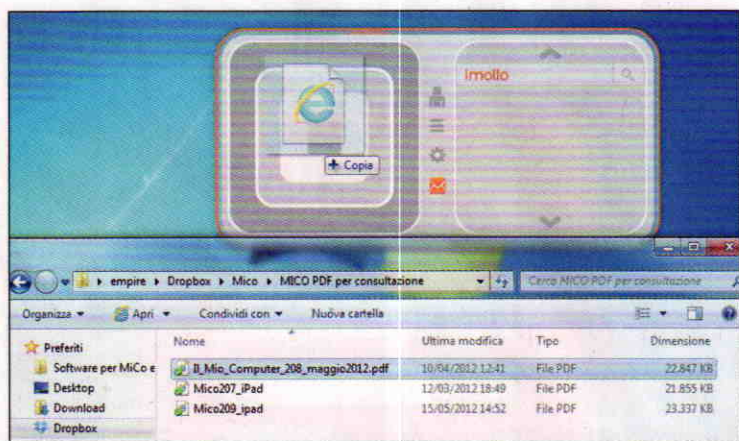 imollo
Copia
empire Dropbox Mico MICO PDF per consultazione
Cerca MICO PDF per consultazione
Organizza Apri Condividi con Nuova cartella
Preferiti
Software per MiCo e
Desktop
Download
Dropbox
Nome Ultima modifica Tipo Dimensione
Il_Mio_Computer_208_maggio2012.pdf 10/04/2012 12:41 File PDF 22.847 KB
Mico207_iPad 12/03/2012 18:49 File PDF 21.855 KB
Mico209_ipad 15/05/2012 14:52 File PDF 23.337 KB